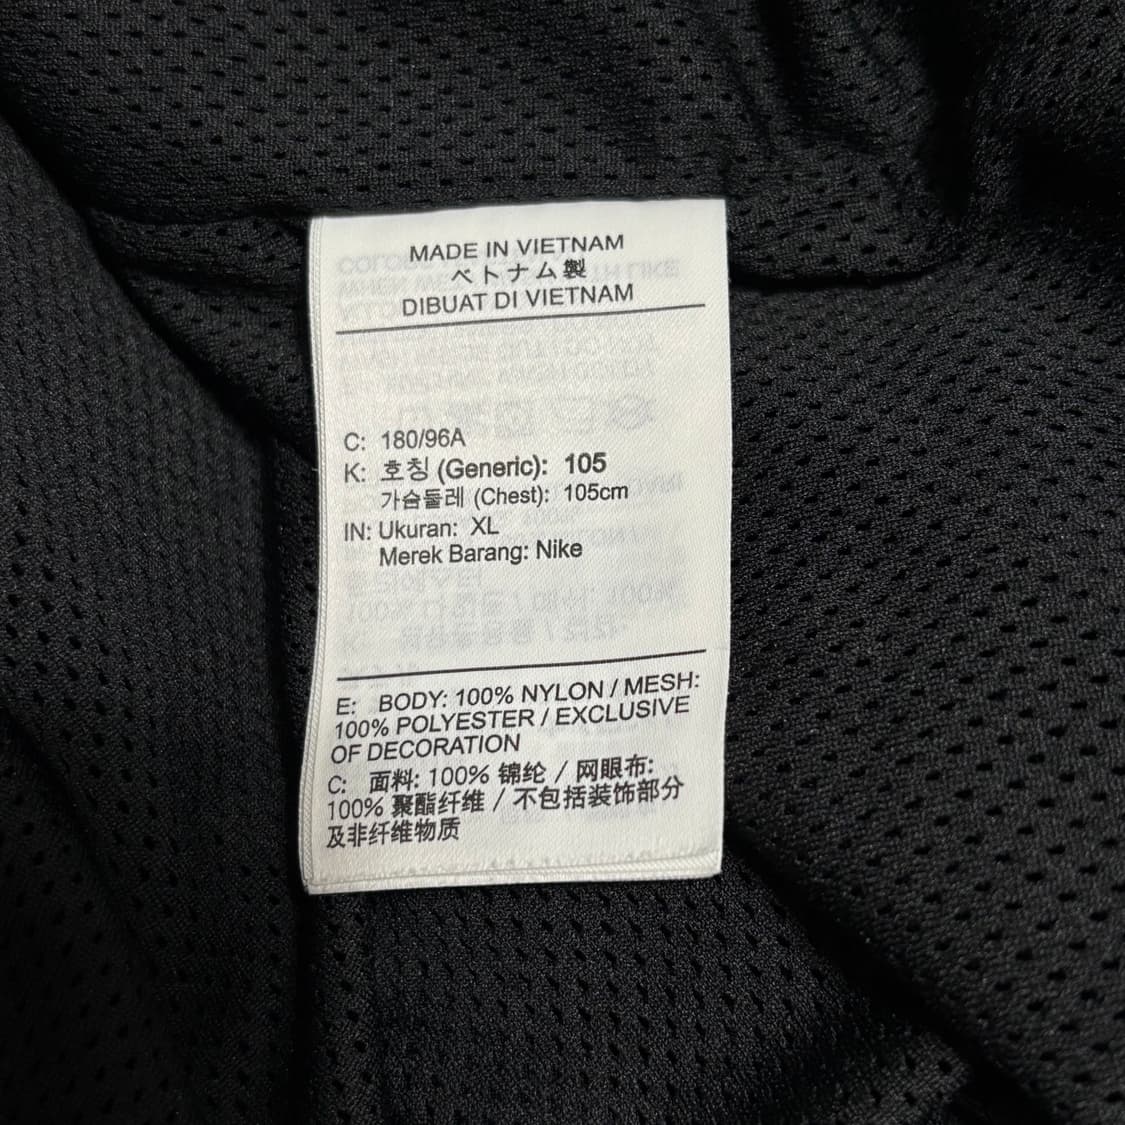 MADE IN VIETNAM
ベトナム製
DIBUAT DI VIETNAM
C: 180/96A
K: 호칭 (Generic): 105
가슴둘레 (Chest): 105cm
IN: Ukuran: XL
Merek Barang: Nike
E: BODY: 100% NYLON / MESH:
100% POLYESTER / EXCLUSIVE
OF DECORATION
C: 面料: 100% 锦纶 / 网眼布:
100% 聚酯纤维 / 不包括装饰部分
及非纤维物质